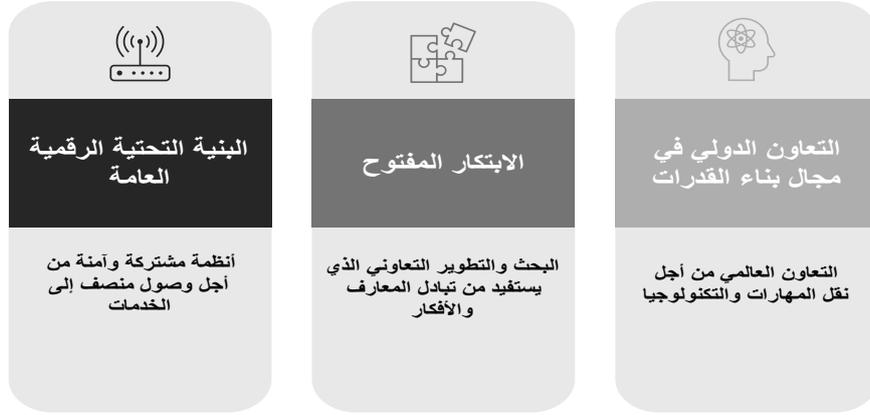 التعاون الدولي في
مجال بناء القدرات
التعاون العالمي من أجل
نقل المهارات والتكنولوجيا
الابتكار المفتوح
البحث والتطوير التعاوني الذي
يستفيد من تبادل المعارف
والأفكار
البنية التحتية الرقمية
العامة
أنظمة مشتركة وآمنة من
أجل وصول منصف إلى
الخدمات